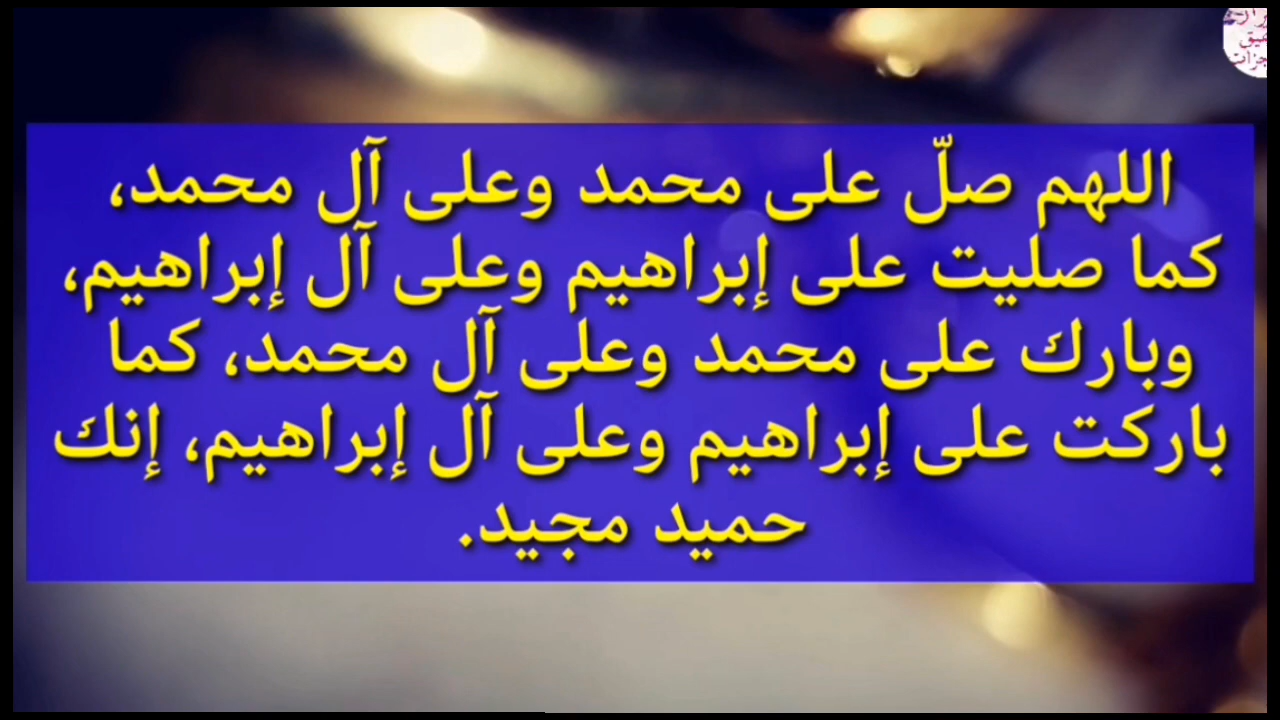 اللهم صلّ على محمد وعلى آل محمد،
كما صليت على إبراهيم وعلى آل إبراهيم،
وبارك على محمد وعلى آل محمد، كما
باركت على إبراهيم وعلى آل إبراهيم، إنك
حميد مجيد.